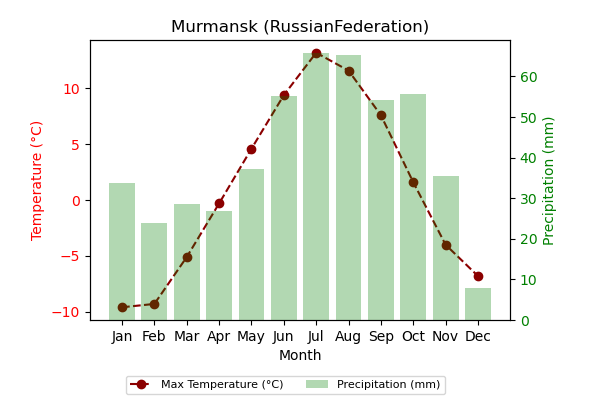 Murmansk (RussianFederation)
Temperature (°C)
10
5
0
−5
−10
60
50
40
30
20
10
0
Precipitation (mm)
Jan Feb Mar Apr May Jun Jul Aug Sep Oct Nov Dec
Month
Max Temperature (°C) Precipitation (mm)